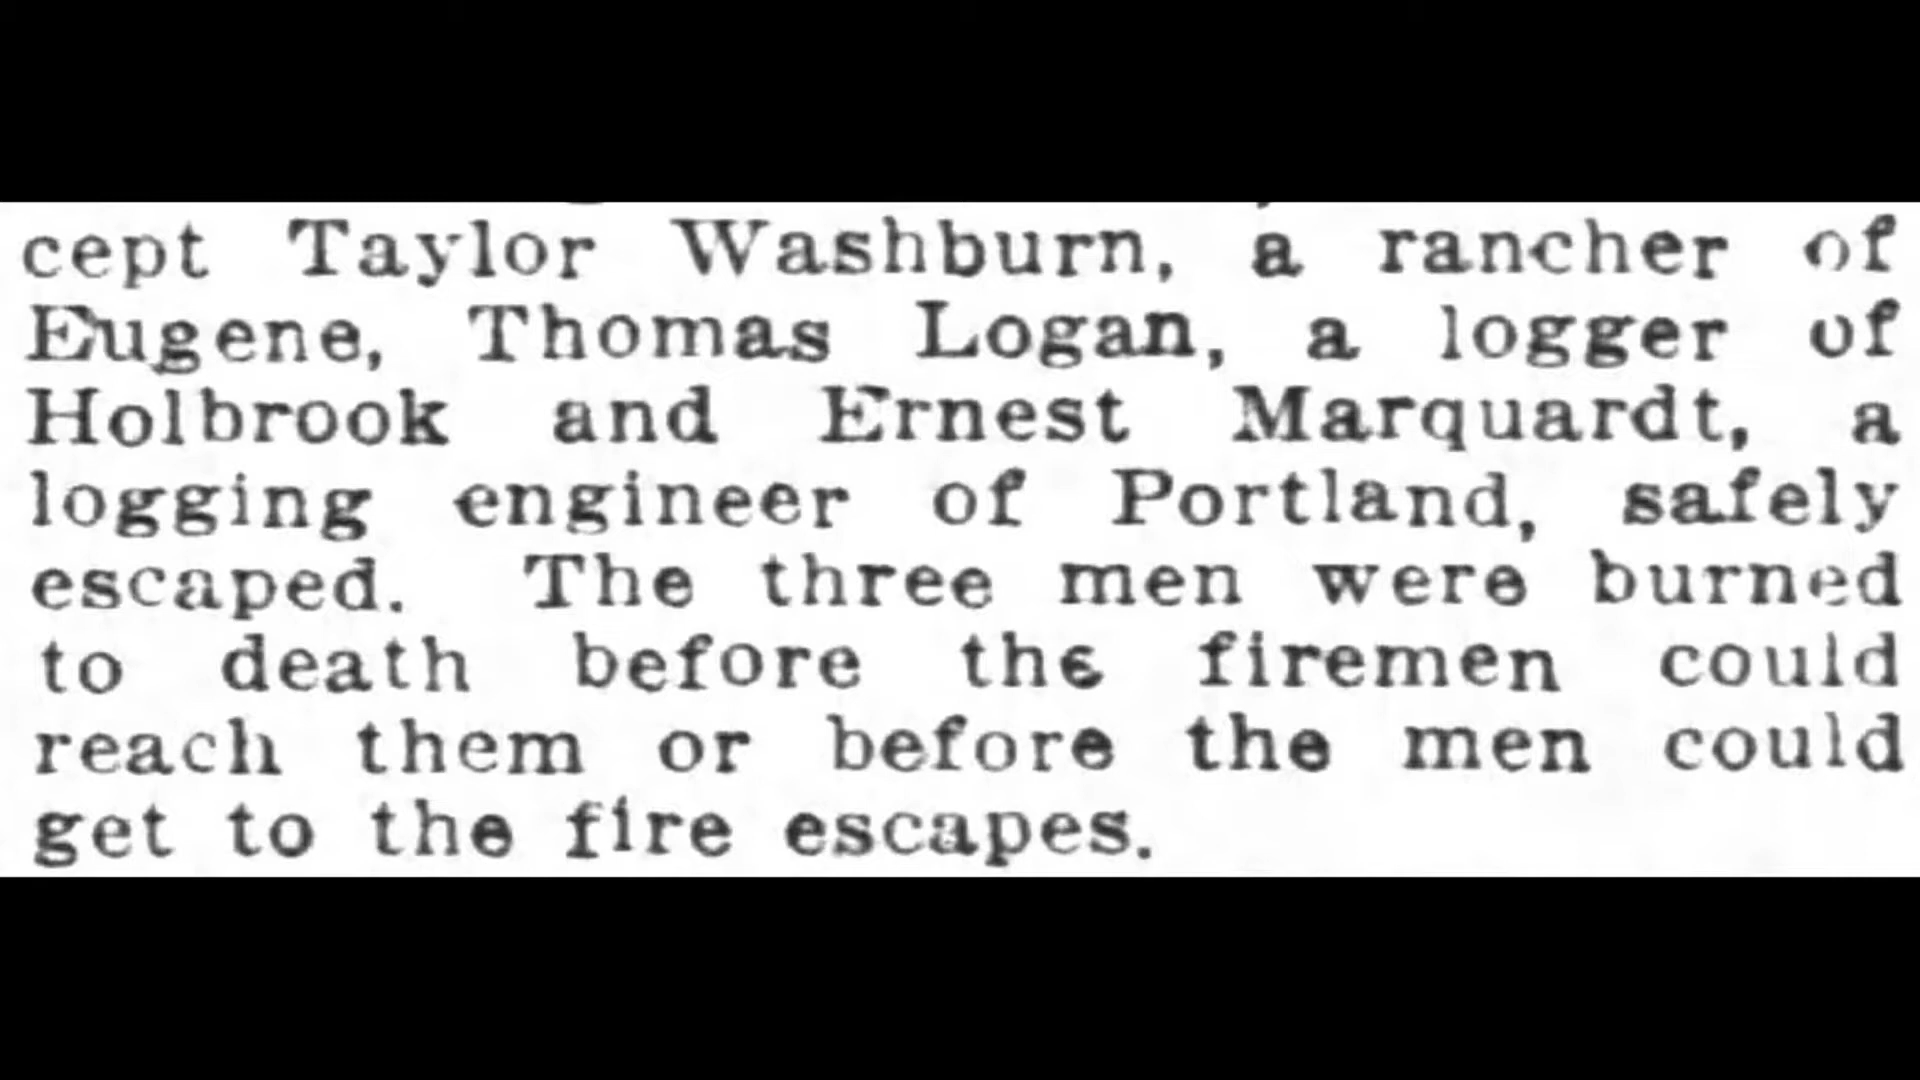 cept Taylor Washburn, a rancher of
Eugene, Thomas Logan, a logger of
Holbrook and Ernest Marquardt, a
logging engineer of Portland, safely
escaped. The three men were burned
to death before the firemen could
reach them or before the men could
get to the fire escapes.